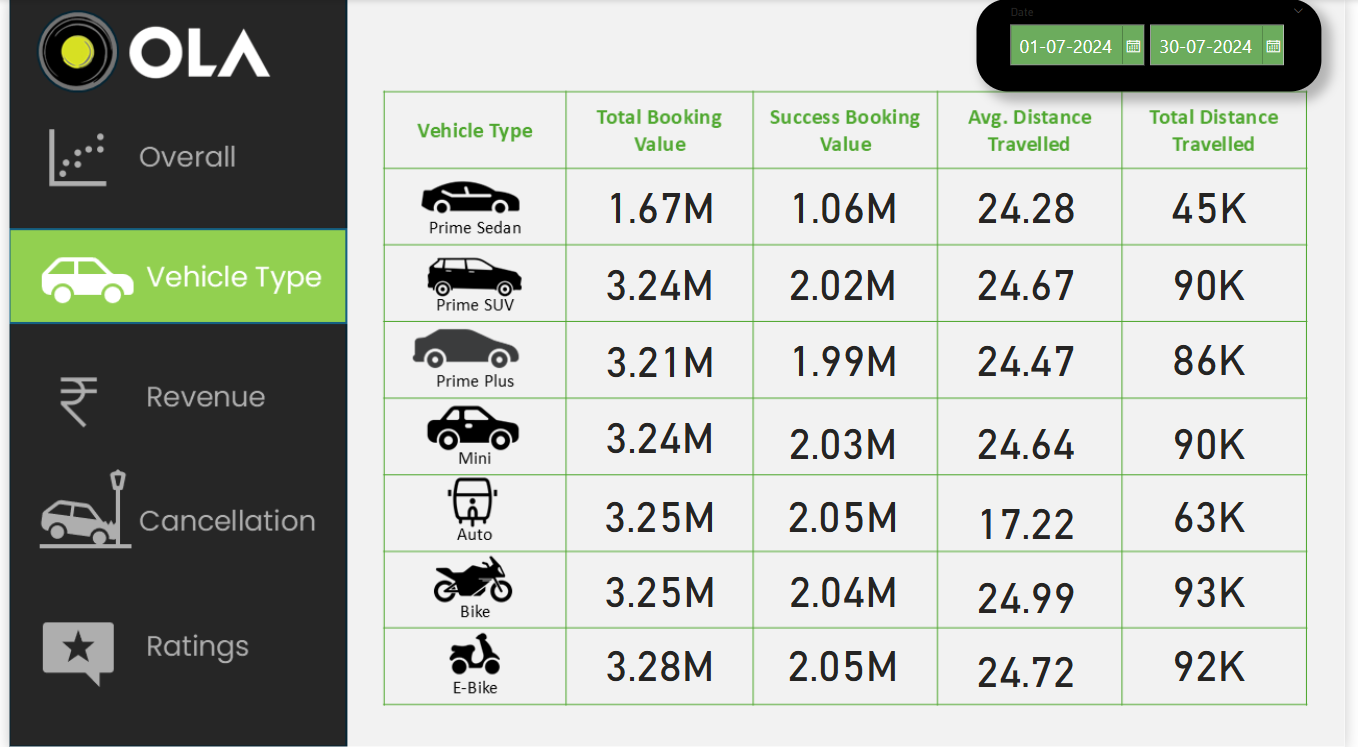 OLA
Date
01-07-2024 30-07-2024
Overall
Vehicle Type
Revenue
Cancellation
Ratings
Vehicle Type Total Booking Value Success Booking Value Avg. Distance Travelled Total Distance Travelled
Prime Sedan 1.67M 1.06M 24.28 45K
Prime SUV 3.24M 2.02M 24.67 90K
Prime Plus 3.21M 1.99M 24.47 86K
Mini 3.24M 2.03M 24.64 90K
Auto 3.25M 2.05M 17.22 63K
Bike 3.25M 2.04M 24.99 93K
E-Bike 3.28M 2.05M 24.72 92K